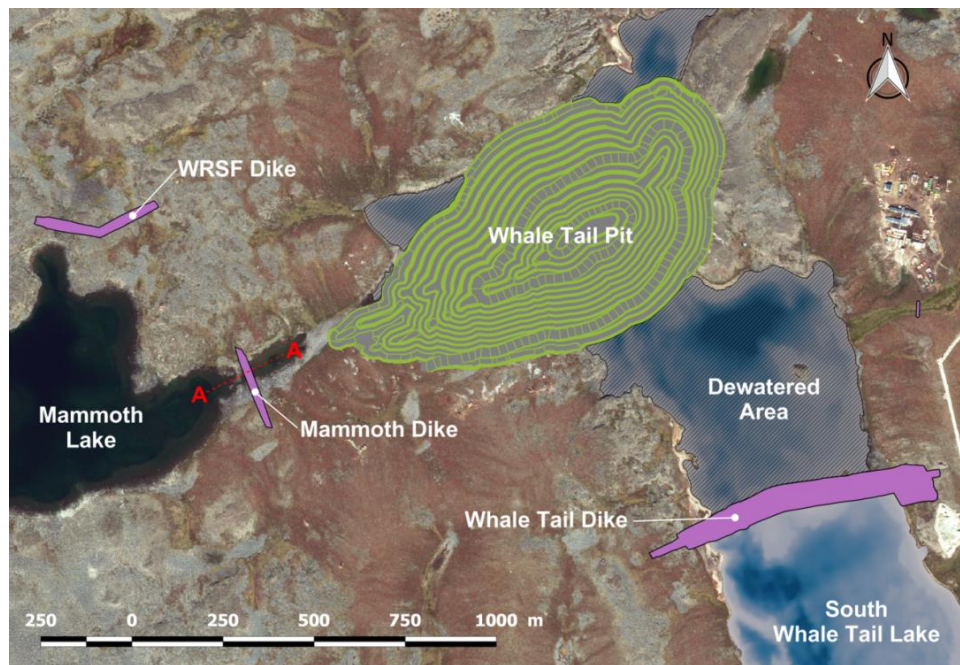 N
WRSF Dike
Whale Tail Pit
A
A
Mammoth
Lake
Mammoth Dike
Dewatered
Area
Whale Tail Dike
South
Whale Tail Lake
250 0 250 500 1000 m